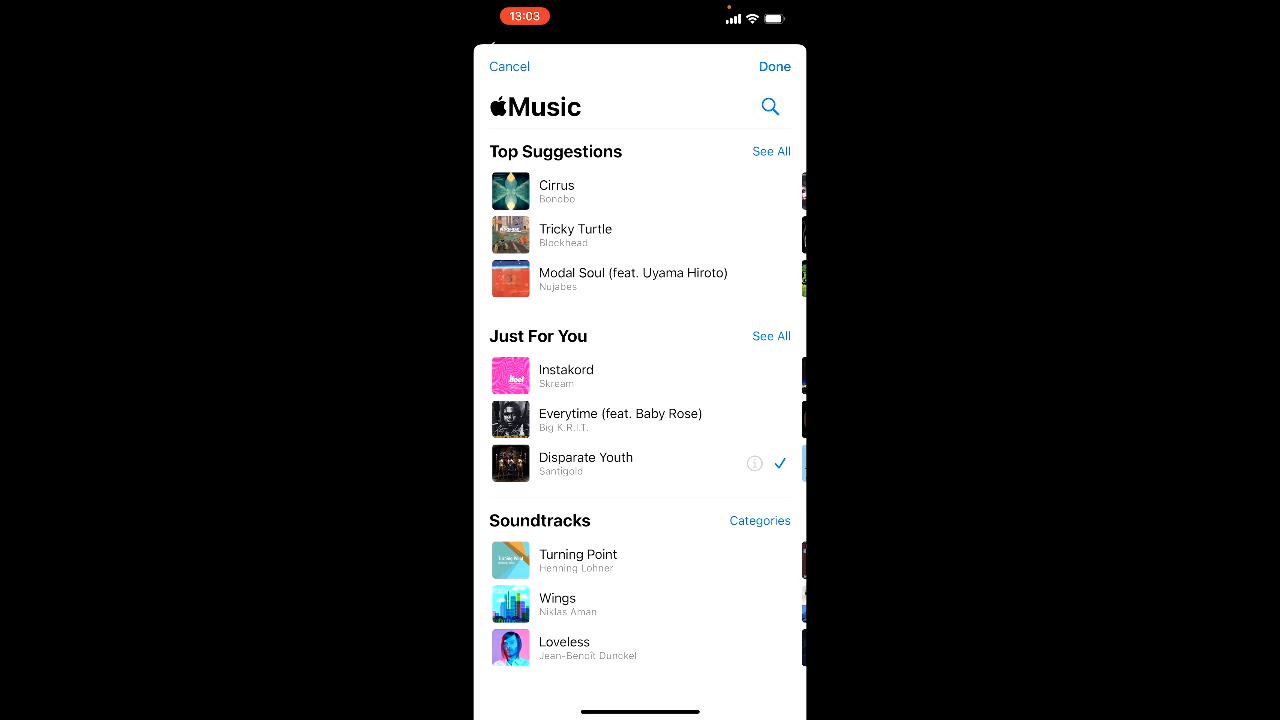 13:03
Cancel
Done
Music
Top Suggestions
See All
Cirrus
Bonobo
Tricky Turtle
Blockhead
Modal Soul (feat. Uyama Hiroto)
Nujabes
Just For You
See All
Instakord
Skream
Everytime (feat. Baby Rose)
Big K.R.I.T.
Disparate Youth
Santigold
Soundtracks
Categories
Turning Point
Henning Lohner
Wings
Niklas Aman
Loveless
Jean-Benoît Dunckel